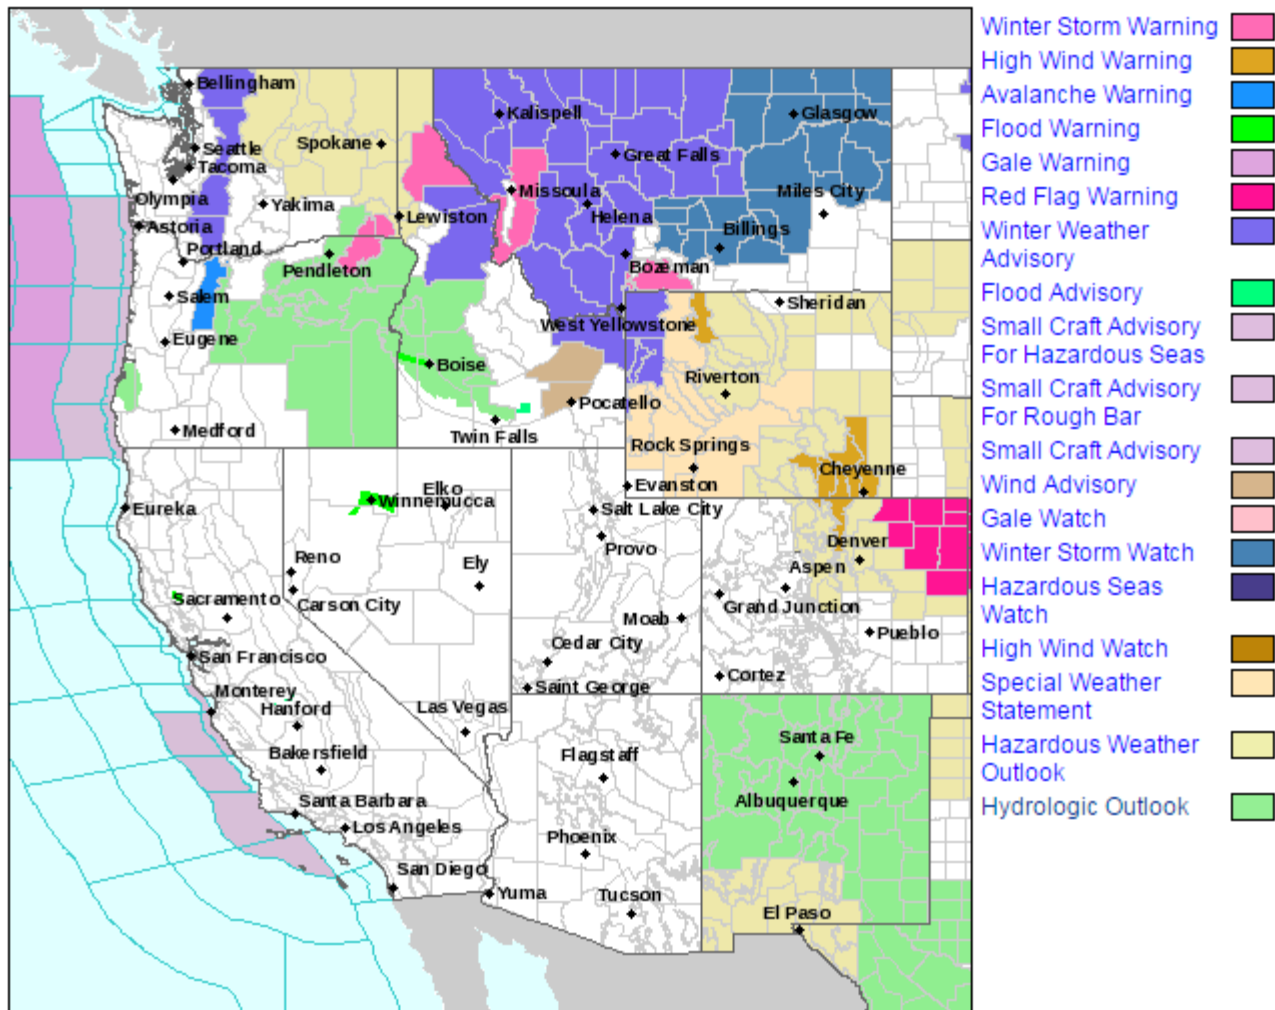 Bellingham
Seattle
Tacoma
Olympia
Astoria
Portland
Salem
Eugene
Medford
Yakima
Spokane
Lewiston
Pendleton
Kalispell
Great Falls
Missoula
Helena
Bozeman
Glasgow
Miles City
Billings
West Yellowstone
Sheridan
Boise
Twin Falls
Pocatello
Riverton
Rock Springs
Evanston
Cheyenne
Eureka
Winnemucca
Elko
Reno
Carson City
Ely
Salt Lake City
Provo
Moab
Cedar City
Saint George
Denver
Aspen
Grand Junction
Pueblo
Cortez
Sacramento
San Francisco
Monterey
Hanford
Bakersfield
Santa Barbara
Los Angeles
San Diego
Las Vegas
Flagstaff
Phoenix
Yuma
Tucson
Santa Fe
Albuquerque
El Paso
Winter Storm Warning
High Wind Warning
Avalanche Warning
Flood Warning
Gale Warning
Red Flag Warning
Winter Weather
Advisory
Flood Advisory
Small Craft Advisory
For Hazardous Seas
Small Craft Advisory
For Rough Bar
Small Craft Advisory
Wind Advisory
Gale Watch
Winter Storm Watch
Hazardous Seas
Watch
High Wind Watch
Special Weather
Statement
Hazardous Weather
Outlook
Hydrologic Outlook